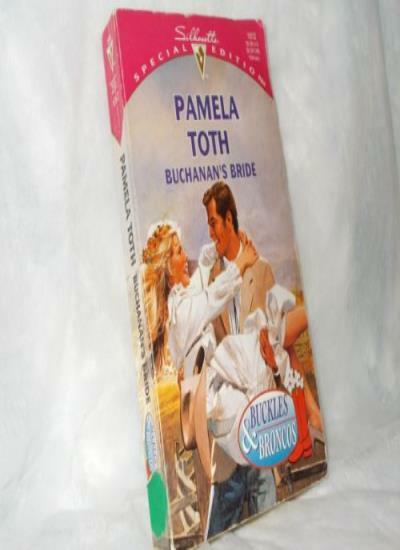 Silhouette
SPECIAL EDITION
PAMELA
TOTH
BUCHANAN'S BRIDE
BUCKLES
& BRONCOS
PAMELA TOTH BUCHANAN'S BRIDE